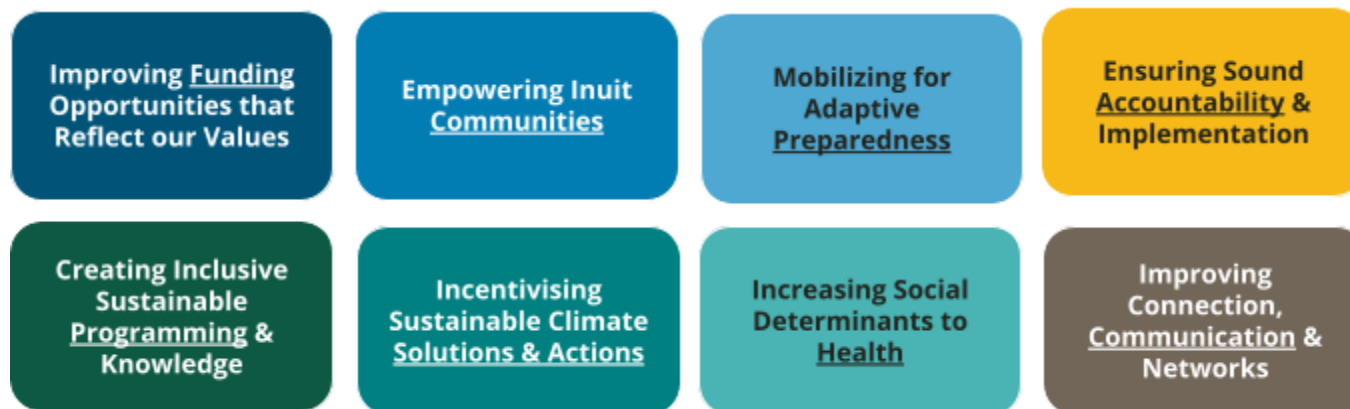 Improving Funding
Opportunities that
Reflect our Values
Empowering Inuit
Communities
Mobilizing for
Adaptive
Preparedness
Ensuring Sound
Accountability &
Implementation
Creating Inclusive
Sustainable
Programming &
Knowledge
Incentivising
Sustainable Climate
Solutions & Actions
Increasing Social
Determinants to
Health
Improving
Connection,
Communication &
Networks